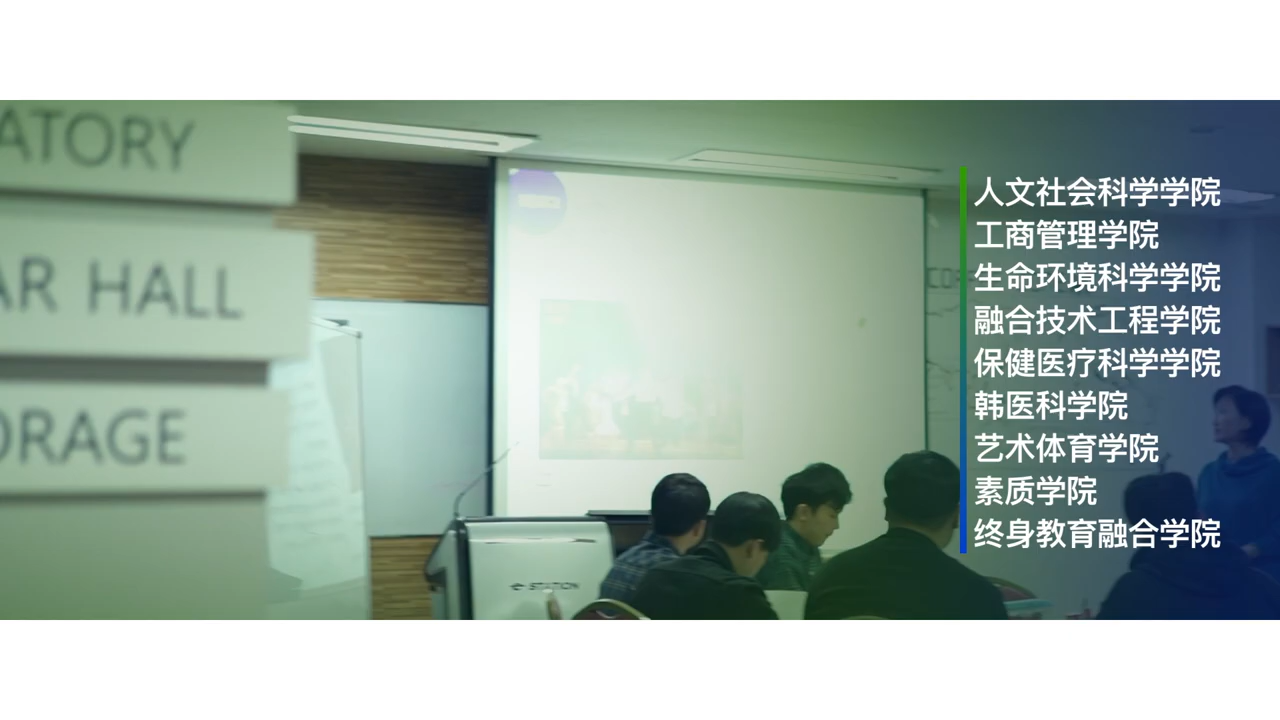 ATORY
AR HALL
ORAGE
e-STATION
人文社会科学学院
工商管理学院
生命环境科学学院
融合技术工程学院
保健医疗科学学院
韩医科学院
艺术体育学院
素质学院
终身教育融合学院